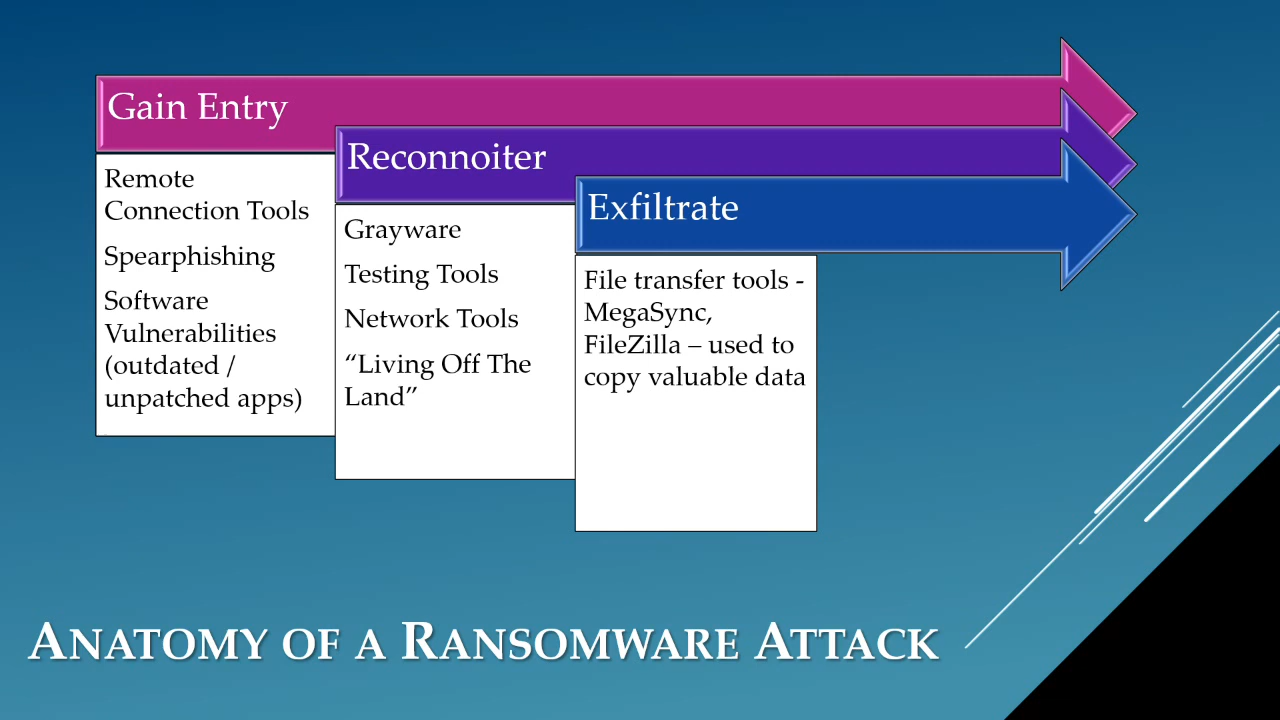 Gain Entry
Remote
Connection Tools
Spearphishing
Software
Vulnerabilities
(outdated /
unpatched apps)
Reconnoiter
Grayware
Testing Tools
Network Tools
“Living Off The
Land”
Exfiltrate
File transfer tools -
MegaSync,
FileZilla – used to
copy valuable data
ANATOMY OF A RANSOMWARE ATTACK